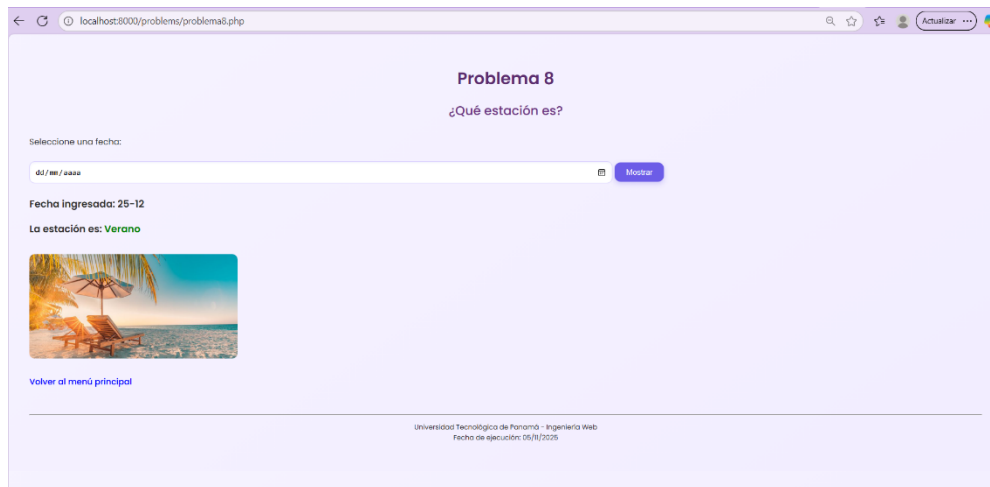 localhost:8000/problems/problema8.php
Actualizar
Problema 8
¿Qué estación es?
Seleccione una fecha:
dd/mm/aaaa
Mostrar
Fecha ingresada: 25-12
La estación es: Verano
Volver al menú principal
Universidad Tecnológica de Panamá - Ingeniería Web
Fecha de ejecución: 05/11/2025